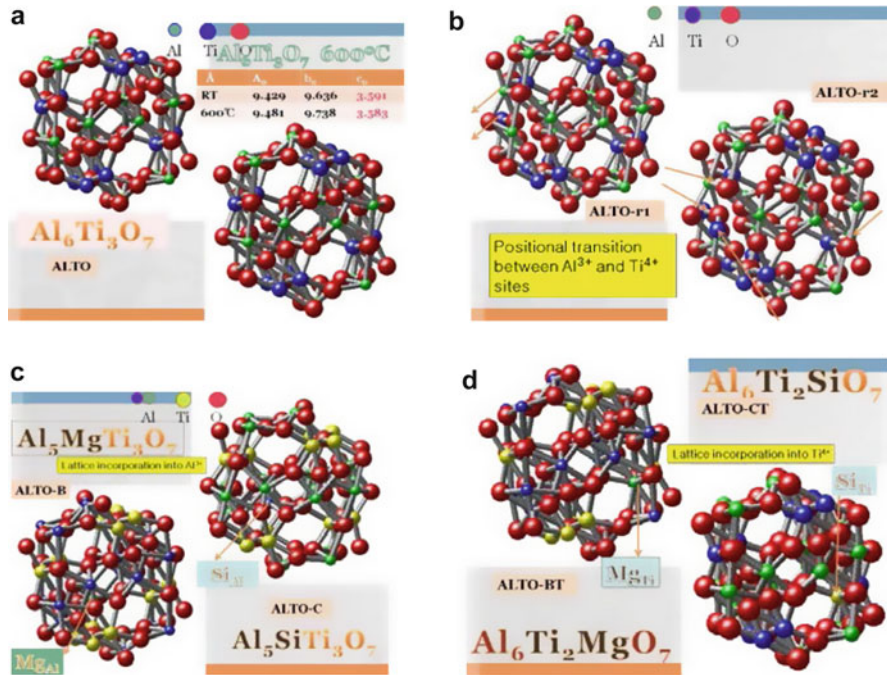 a
Al Ti O
Al6Ti3O7 600°C
Å Ao bo co
RT 9.429 9.636 3.591
600℃ 9.481 9.738 3.583
Al6Ti3O7
ALTO
b
Al Ti O
ALTO-r2
ALTO-r1
Positional transition
between Al3+ and Ti4+
sites
c
Al Ti O
Al5MgTi3O7
Lattice incorporation into Al3+
ALTO-B
SiAl
ALTO-C
Al5SiTi3O7
MgAl
d
Al6Ti2SiO7
ALTO-CT
Lattice incorporation into Ti4+
SiTi
MgTi
ALTO-BT
Al6Ti2MgO7